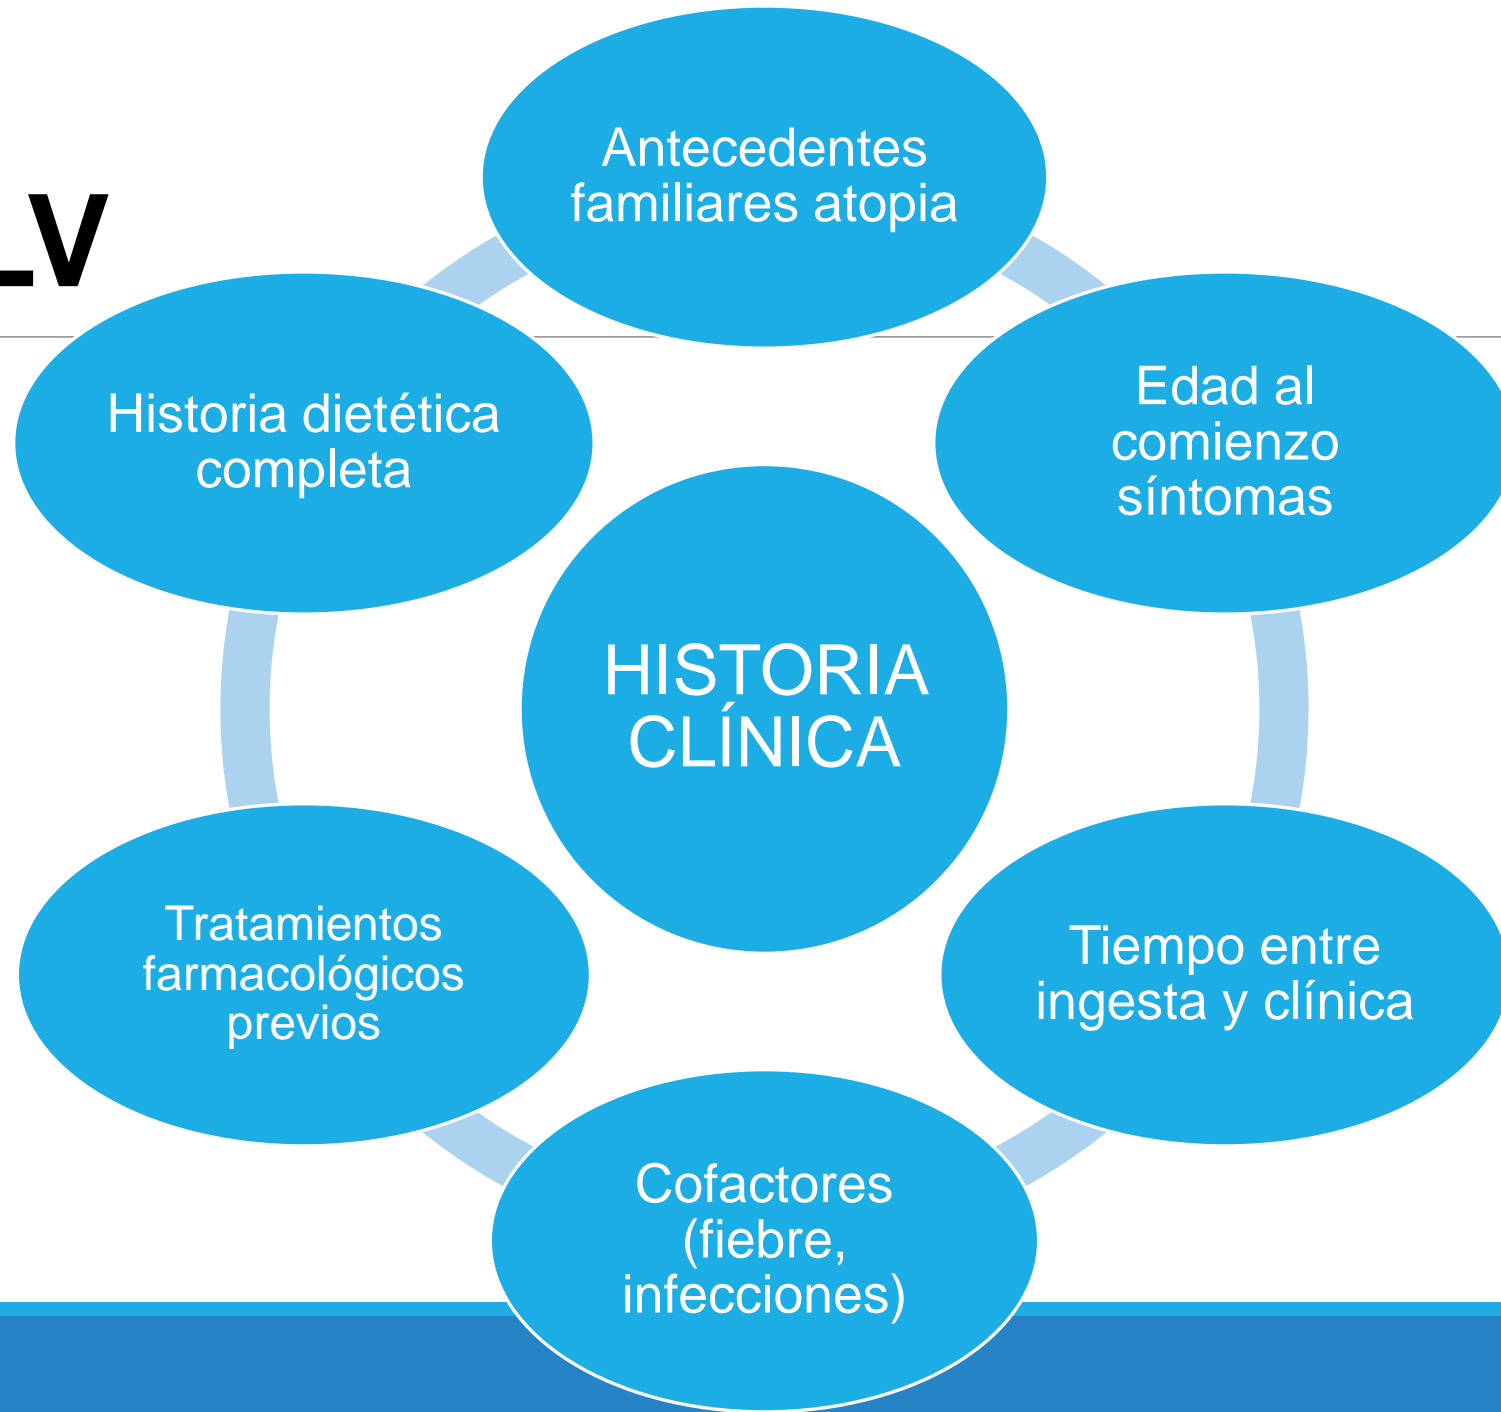 LV
Antecedentes
familiares atopia
Edad al
comienzo
síntomas
Tiempo entre
ingesta y clínica
Cofactores
(fiebre,
infecciones)
Tratamientos
farmacológicos
previos
Historia dietética
completa
HISTORIA
CLÍNICA